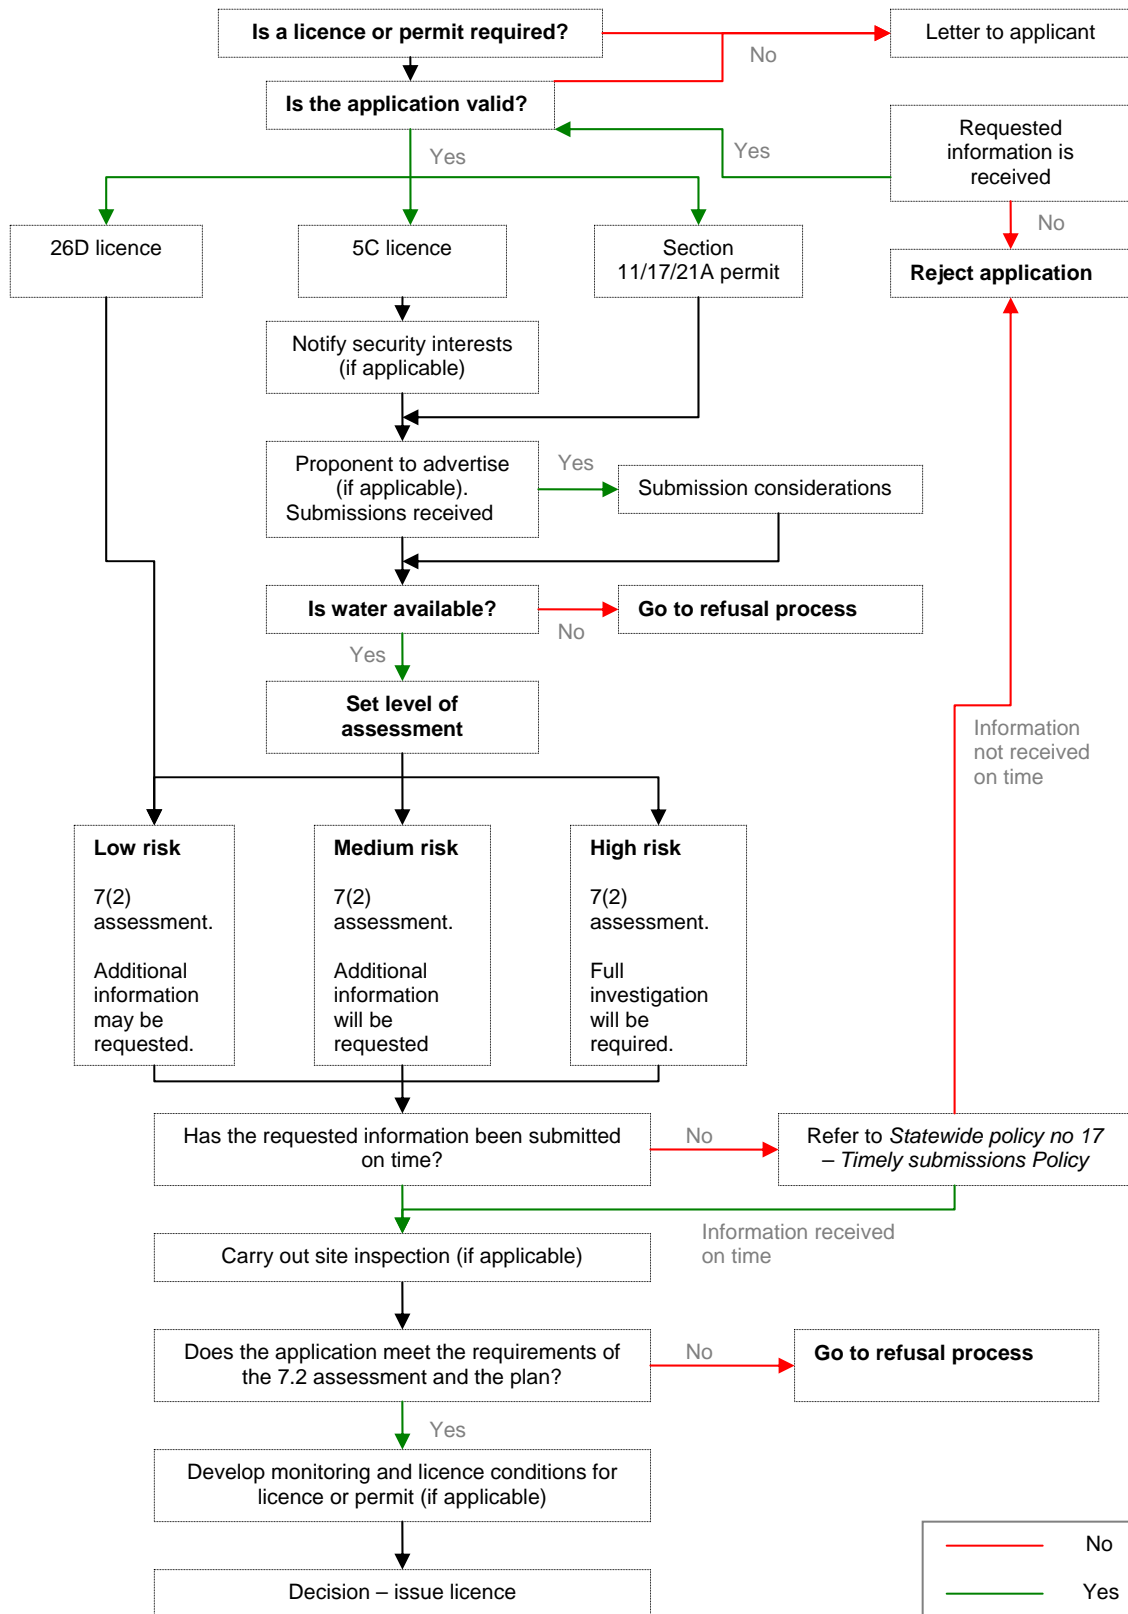 Is a licence or permit required?
No
Letter to applicant
Is the application valid?
Requested
information is
received
Yes
Yes
No
26D licence
5C licence
Section
11/17/21A permit
Reject application
Notify security interests
(if applicable)
Proponent to advertise
(if applicable).
Submissions received
Yes
Submission considerations
Is water available?
No
Go to refusal process
Yes
Set level of
assessment
Information
not received
on time
Low risk
7(2)
assessment.
Additional
information
may be
requested.
Medium risk
7(2)
assessment.
Additional
information
will be
requested
High risk
7(2)
assessment.
Full
investigation
will be
required.
Has the requested information been submitted
on time?
No
Refer to Statewide policy no 17
– Timely submissions Policy
Information received
on time
Carry out site inspection (if applicable)
Does the application meet the requirements of
the 7.2 assessment and the plan?
No
Go to refusal process
Yes
Develop monitoring and licence conditions for
licence or permit (if applicable)
Decision – issue licence
No
Yes